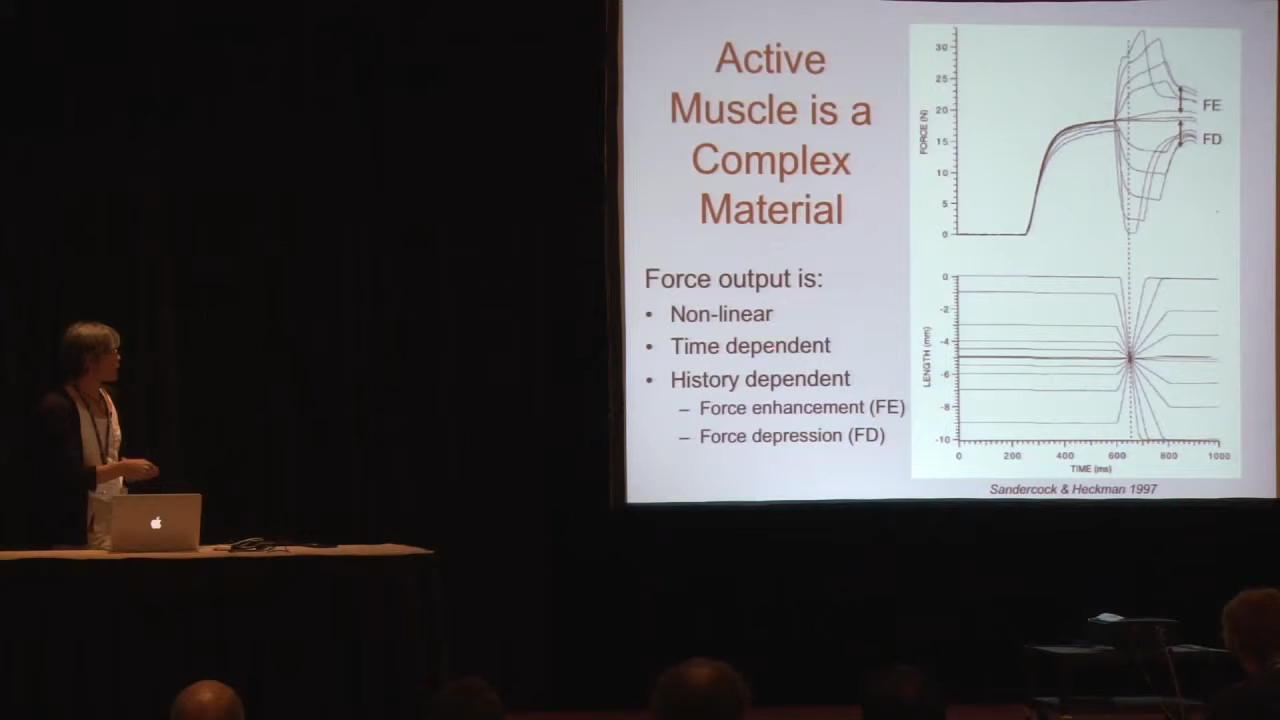 Active
Muscle is a
Complex
Material
Force output is:
• Non-linear
• Time dependent
• History dependent
– Force enhancement (FE)
– Force depression (FD)
FORCE (N)
30
25
20
15
10
5
0
FE
FD
LENGTH (mm)
0
-2
-4
-6
-8
-10
0 200 400 600 800 1000
TIME (ms)
Sandercock & Heckman 1997